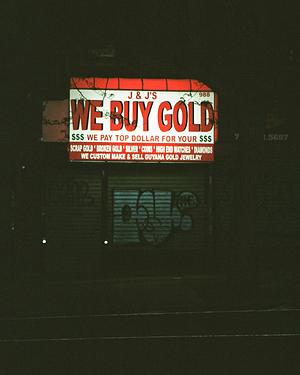 J & J'S
988
WE BUY GOLD
$$$ WE PAY TOP DOLLAR FOR YOUR $$$
SCRAP GOLD * BROKEN GOLD * SILVER * COINS * HIGH END WATCHES * DIAMONDS
WE CUSTOM MAKE & SELL GUYANA GOLD JEWELRY